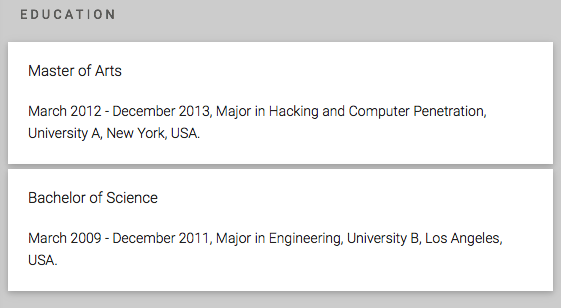 EDUCATION
Master of Arts
March 2012 - December 2013, Major in Hacking and Computer Penetration,
University A, New York, USA.
Bachelor of Science
March 2009 - December 2011, Major in Engineering, University B, Los Angeles,
USA.